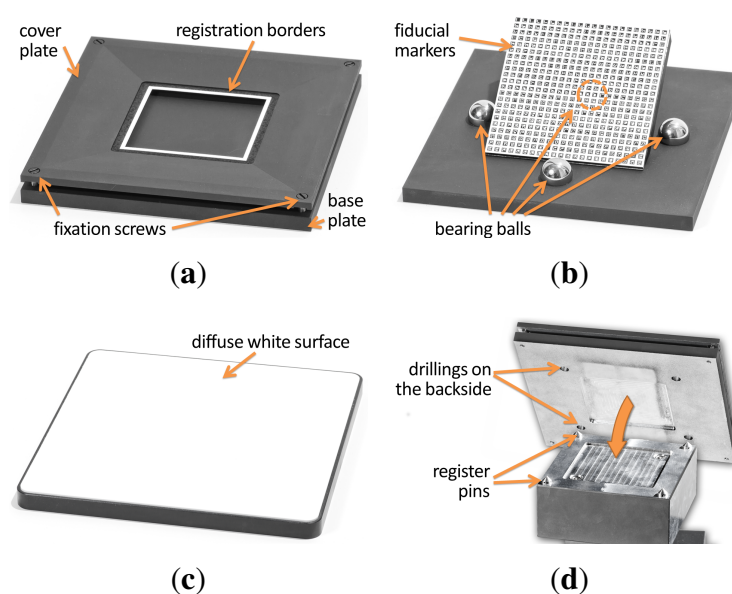 cover
plate
registration borders
fixation screws
base
plate
(a)
fiducial
markers
bearing balls
(b)
diffuse white surface
(c)
drillings on
the backside
register
pins
(d)